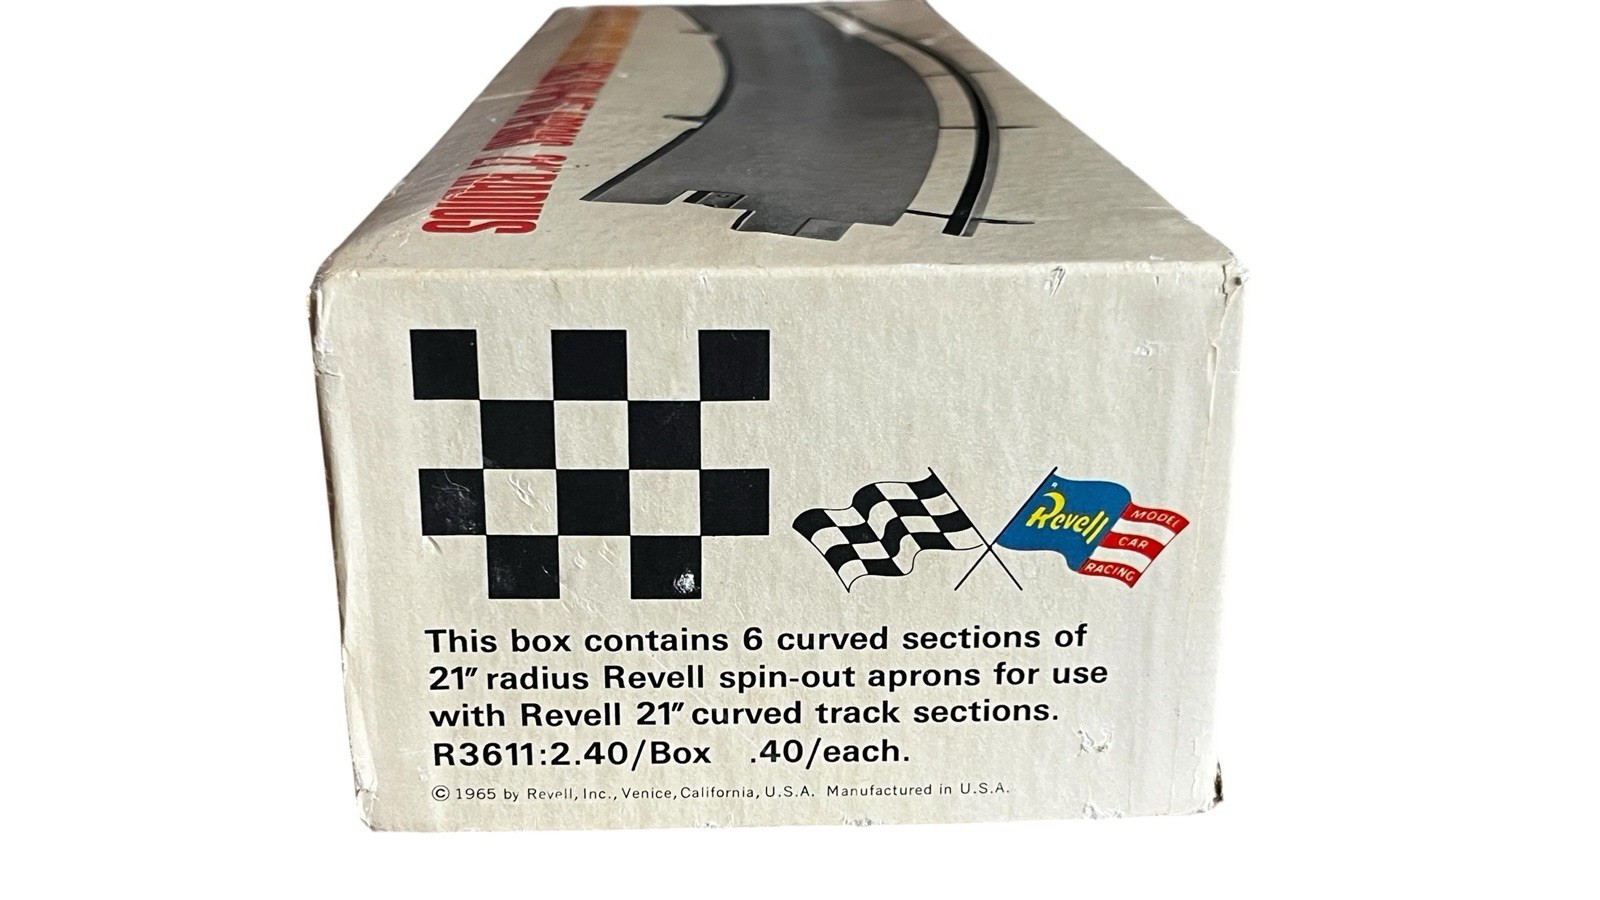 21" RADIUS
Revell
MODEL
CAR
RACING
This box contains 6 curved sections of
21" radius Revell spin-out aprons for use
with Revell 21" curved track sections.
R3611:2.40/Box .40/each.
© 1965 by Revell, Inc., Venice, California, U.S.A. Manufactured in U.S.A.